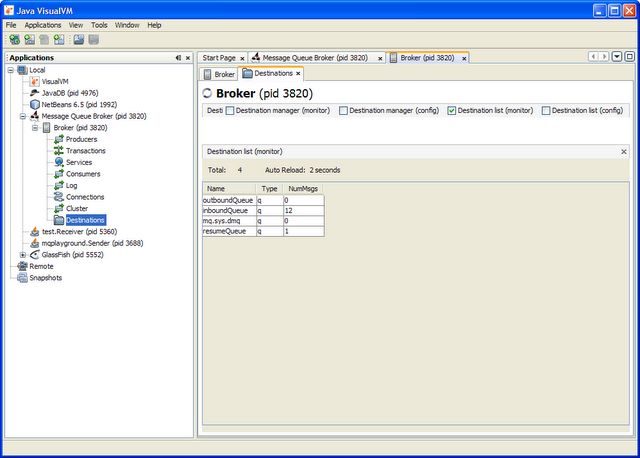 Java VisualVM
File Applications View Tools Window Help
Applications
Local
VisualVM
JavaDB (pid 4976)
NetBeans 6.5 (pid 1992)
Message Queue Broker (pid 3820)
Broker (pid 3820)
Producers
Transactions
Services
Consumers
Log
Connections
Cluster
Destinations
test.Receiver (pid 5360)
mqplayground.Sender (pid 3688)
GlassFish (pid 5552)
Remote
Snapshots
Start Page Message Queue Broker (pid 3820) Broker (pid 3820)
Broker Destinations
Broker (pid 3820)
Desti Destination manager (monitor) Destination manager (config) Destination list (monitor) Destination list (config)
Destination list (monitor)
Total: 4 Auto Reload: 2 seconds
Name Type NumMsgs
outboundQueue q 0
inboundQueue q 12
mq.sys.dmq q 0
resumeQueue q 1